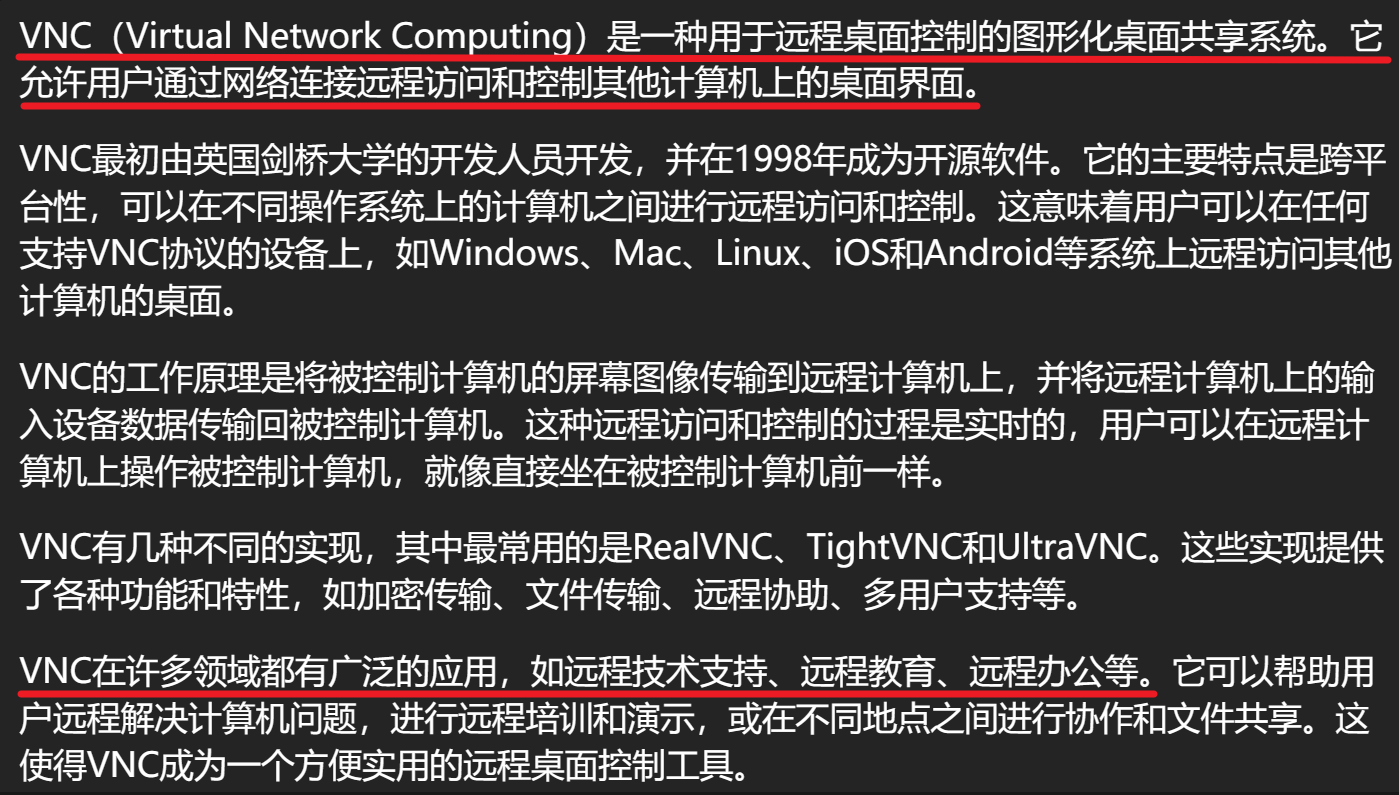 VNC（Virtual Network Computing）是一种用于远程桌面控制的图形化桌面共享系统。它
允许用户通过网络连接远程访问和控制其他计算机上的桌面界面。
VNC最初由英国剑桥大学的开发人员开发，并在1998年成为开源软件。它的主要特点是跨平
台性，可以在不同操作系统上的计算机之间进行远程访问和控制。这意味着用户可以在任何
支持VNC协议的设备上，如Windows、Mac、Linux、iOS和Android等系统上远程访问其他
计算机的桌面。
VNC的工作原理是将被控制计算机的屏幕图像传输到远程计算机上，并将远程计算机上的输
入设备数据传输回被控制计算机。这种远程访问和控制的过程是实时的，用户可以在远程计
算机上操作被控制计算机，就像直接坐在被控制计算机前一样。
VNC有几种不同的实现，其中最常用的是RealVNC、TightVNC和UltraVNC。这些实现提供
了各种功能和特性，如加密传输、文件传输、远程协助、多用户支持等。
VNC在许多领域都有广泛的应用，如远程技术支持、远程教育、远程办公等。它可以帮助用
户远程解决计算机问题，进行远程培训和演示，或在不同地点之间进行协作和文件共享。这
使得VNC成为一个方便实用的远程桌面控制工具。